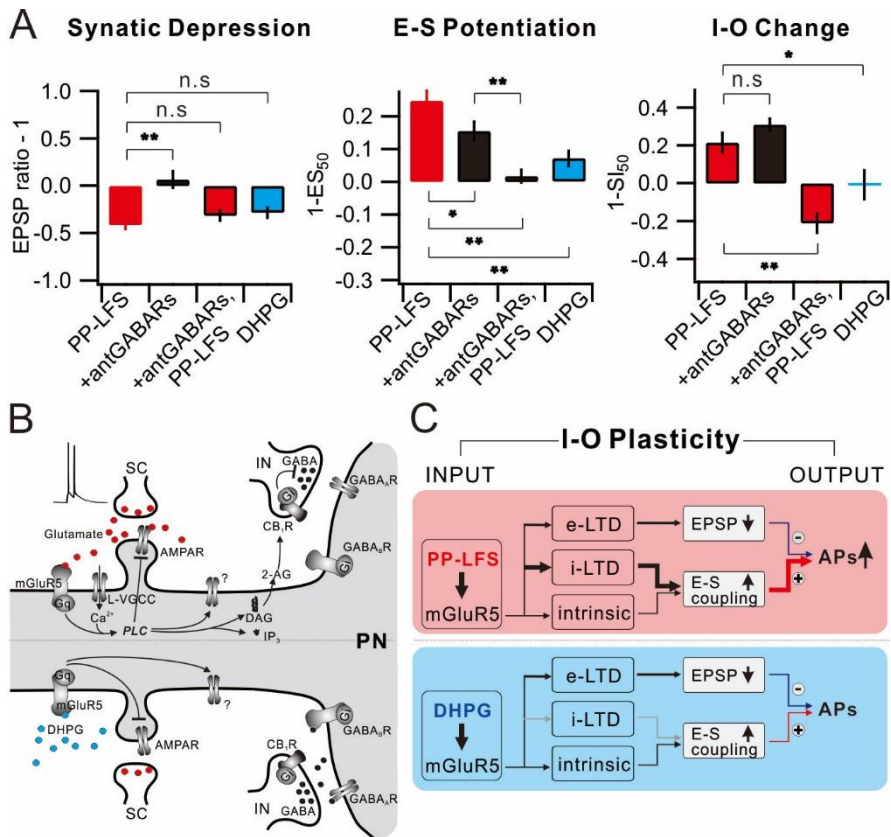 A
Synatic Depression
E-S Potentiation
I-O Change
EPSP ratio - 1
1.0
0.5
0.0
-0.5
-1.0
n.s
n.s
**
PP-LFS
+antGABARs
+antGABARs,
PP-LFS
DHPG
1-ES50
0.2
0.1
0.0
-0.1
0.2
0.3
**
*
**
**
PP-LFS
+antGABARs
+antGABARs,
PP-LFS
DHPG
1-SI50
0.4
0.2
0.0
-0.2
-0.4
*
n.s
**
PP-LFS
+antGABARs
+antGABARs,
PP-LFS
DHPG
B
SC
Glutamate
AMPAR
mGluR5
Gq
L-VGCC
Ca2+
PLC
?
DAG
IP3
2-AG
IN
GABA
Gi
CB1R
GABAAR
GABABR
Gi
PN
Gq
mGluR5
DHPG
AMPAR
SC
?
CB1R
Gi
IN
GABA
Gi
GABABR
GABAAR
C
I-O Plasticity
INPUT
OUTPUT
PP-LFS
mGluR5
e-LTD
i-LTD
intrinsic
EPSP
E-S
coupling
-
+
APs
DHPG
mGluR5
e-LTD
i-LTD
intrinsic
EPSP
E-S
coupling
-
+
APs